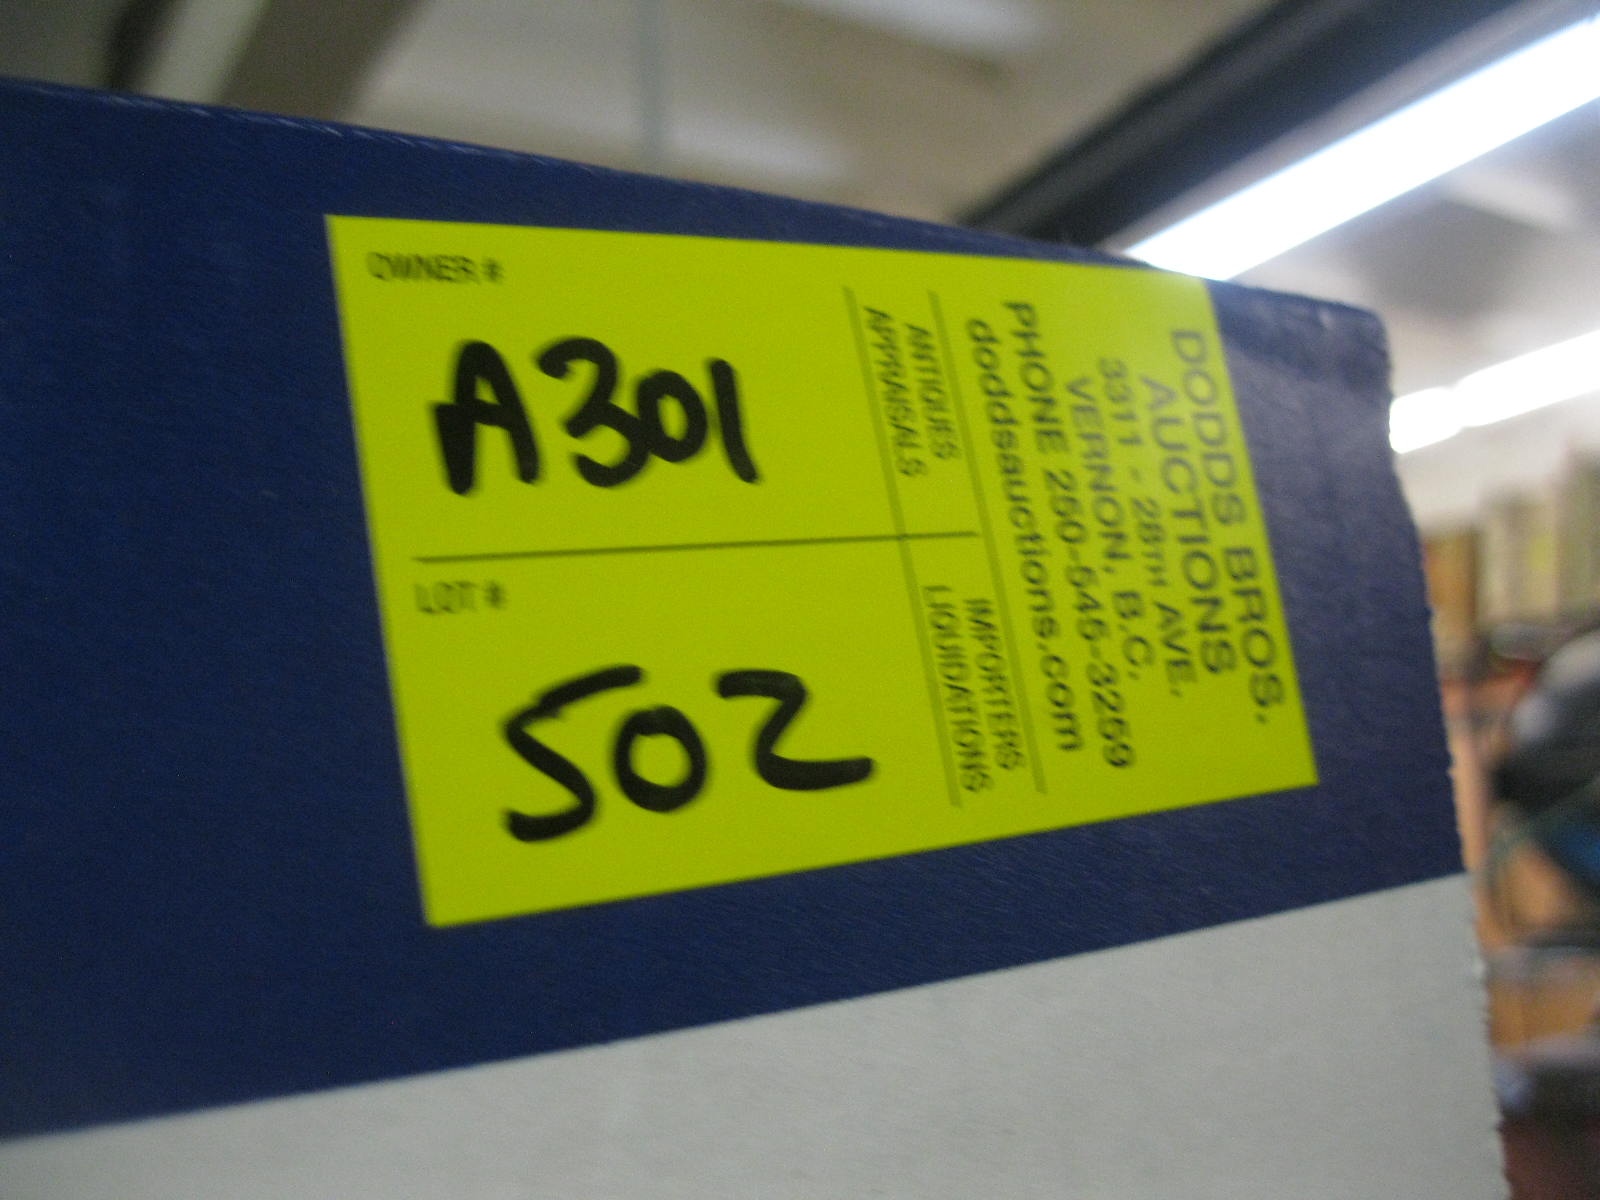 OWNER #
A301
LOT #
502
DODDS BROS.
AUCTIONS
3311 - 28TH AVE.
VERNON, B.C.
PHONE 250-545-3259
doddsauctions.com
ANTIQUES
APPRAISALS
IMPORTERS
LIQUIDATIONS